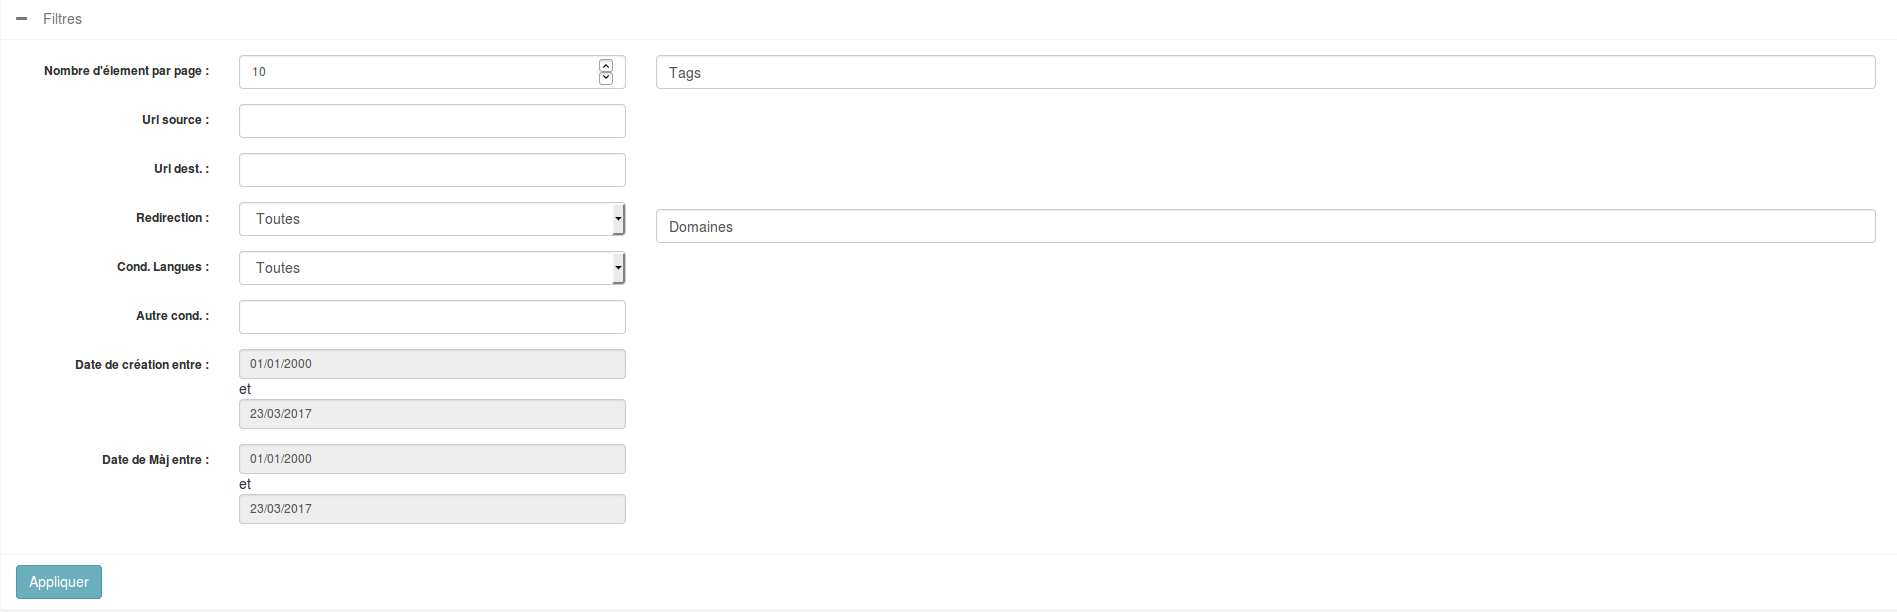 Filtres
Nombre d'élement par page : 10
Tags
Url source :
Url dest. :
Redirection : Toutes
Domaines
Cond. Langues : Toutes
Autre cond. :
Date de création entre : 01/01/2000
et
23/03/2017
Date de Màj entre : 01/01/2000
et
23/03/2017
Appliquer